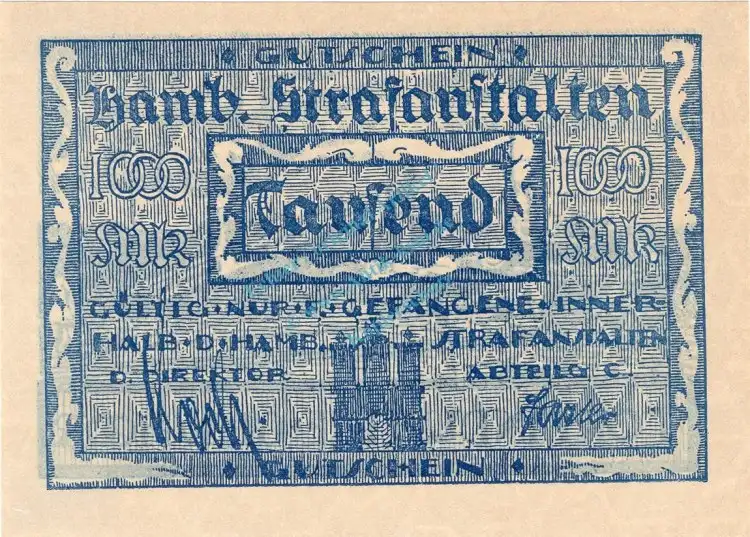 GUTSCHEIN
Hamb. Strafanstalten
1000 Tausend 1000
Mk Mk
GÜLTIG·NUR·F·GEFANGENE·INNER-
HALB·D·HAMB. STRAFANSTALTEN
D. DIREKTOR ABTEILG C.
GUTSCHEIN